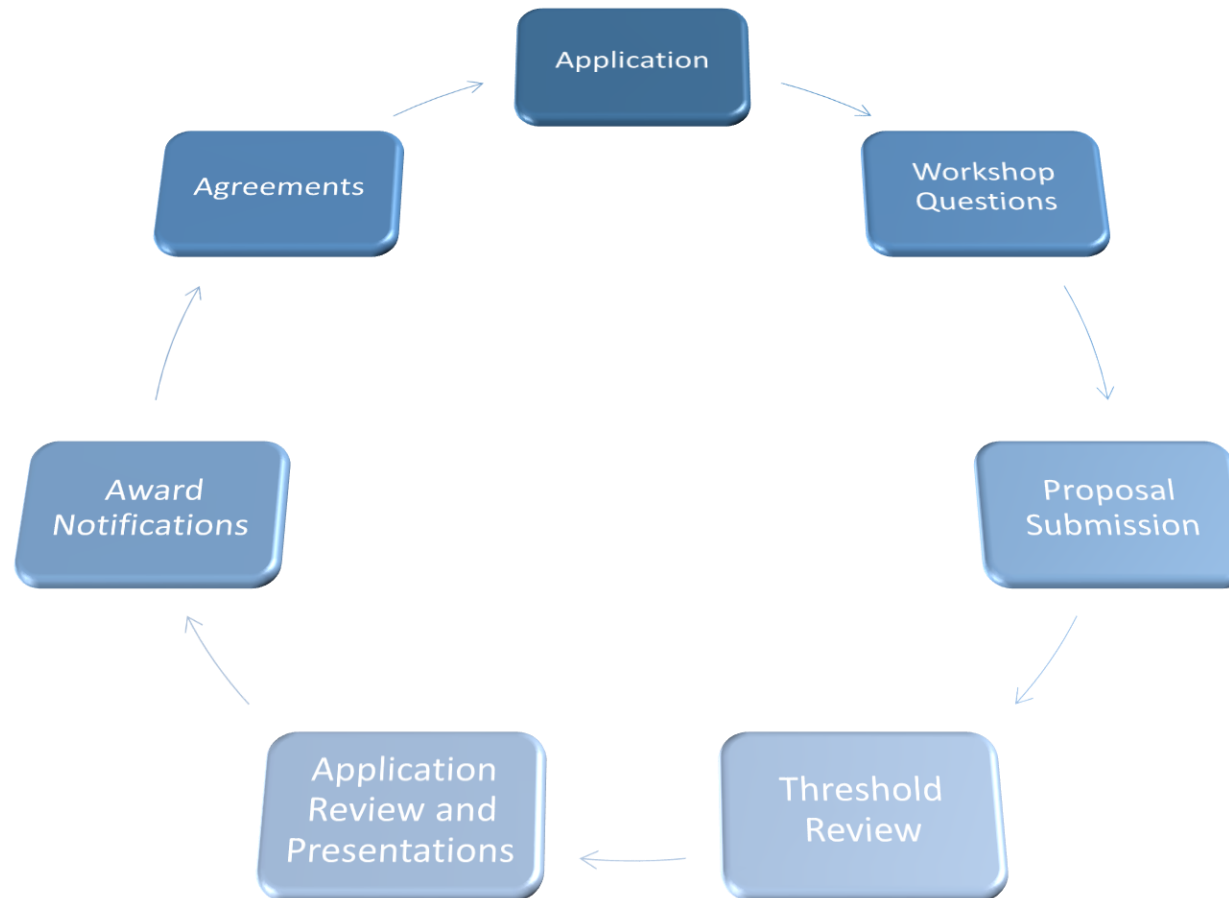 Application
Workshop
Questions
Proposal
Submission
Threshold
Review
Application
Review and
Presentations
Award
Notifications
Agreements